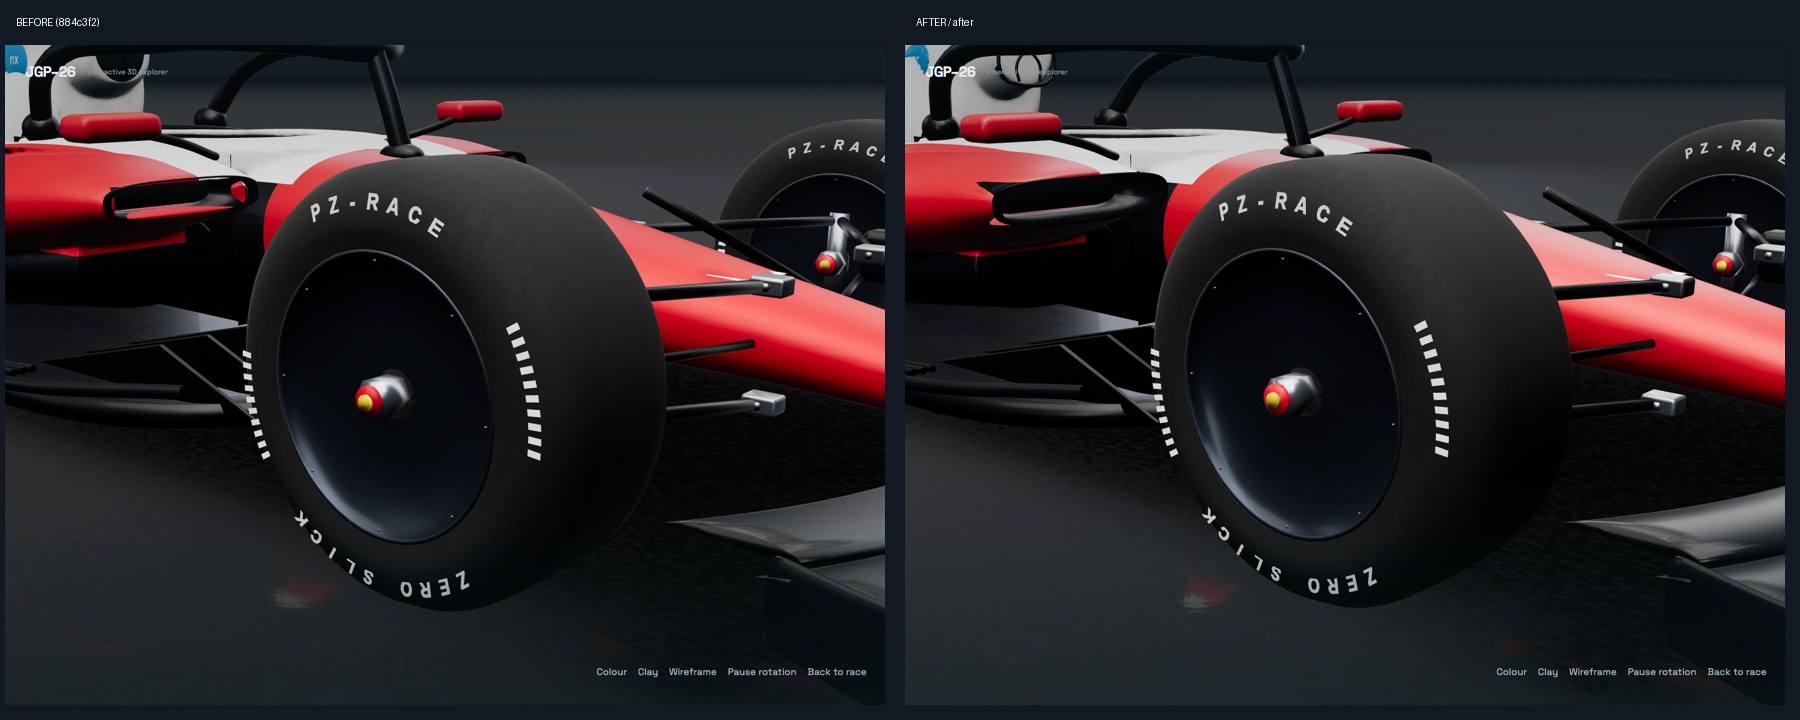 BEFORE (884c3f2)
AFTER / after
JGP-26 Interactive 3D explorer
JGP-26 explorer
PZ-RACE
PZ-RACE
PZ-RACE
PZ-RACE
ZERO SLICK
ZERO SLICK
Colour Clay Wireframe Pause rotation Back to race
Colour Clay Wireframe Pause rotation Back to race